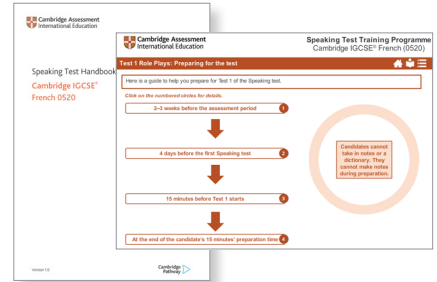 Cambridge Assessment
International Education
Speaking Test Handbook
Cambridge IGCSE®
French 0520
Version 1.0
Cambridge
Pathway
Cambridge Assessment
International Education
Speaking Test Training Programme
Cambridge IGCSE® French (0520)
Test 1 Role Plays: Preparing for the test
Here is a guide to help you prepare for Test 1 of the Speaking test.
Click on the numbered circles for details.
2–3 weeks before the assessment period 1
4 days before the first Speaking test 2
15 minutes before Test 1 starts 3
At the end of the candidate's 15 minutes' preparation time 4
Candidates cannot
take in notes or a
dictionary. They
cannot make notes
during preparation.